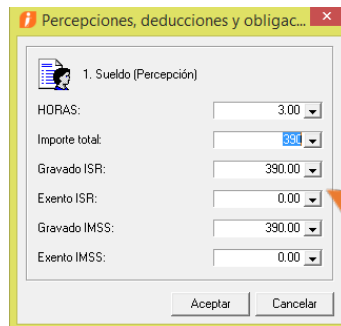 Percepciones, deducciones y obligac...
1. Sueldo (Percepción)
HORAS: 3.00
Importe total: 390
Gravado ISR: 390.00
Exento ISR: 0.00
Gravado IMSS: 390.00
Exento IMSS: 0.00
Aceptar Cancelar